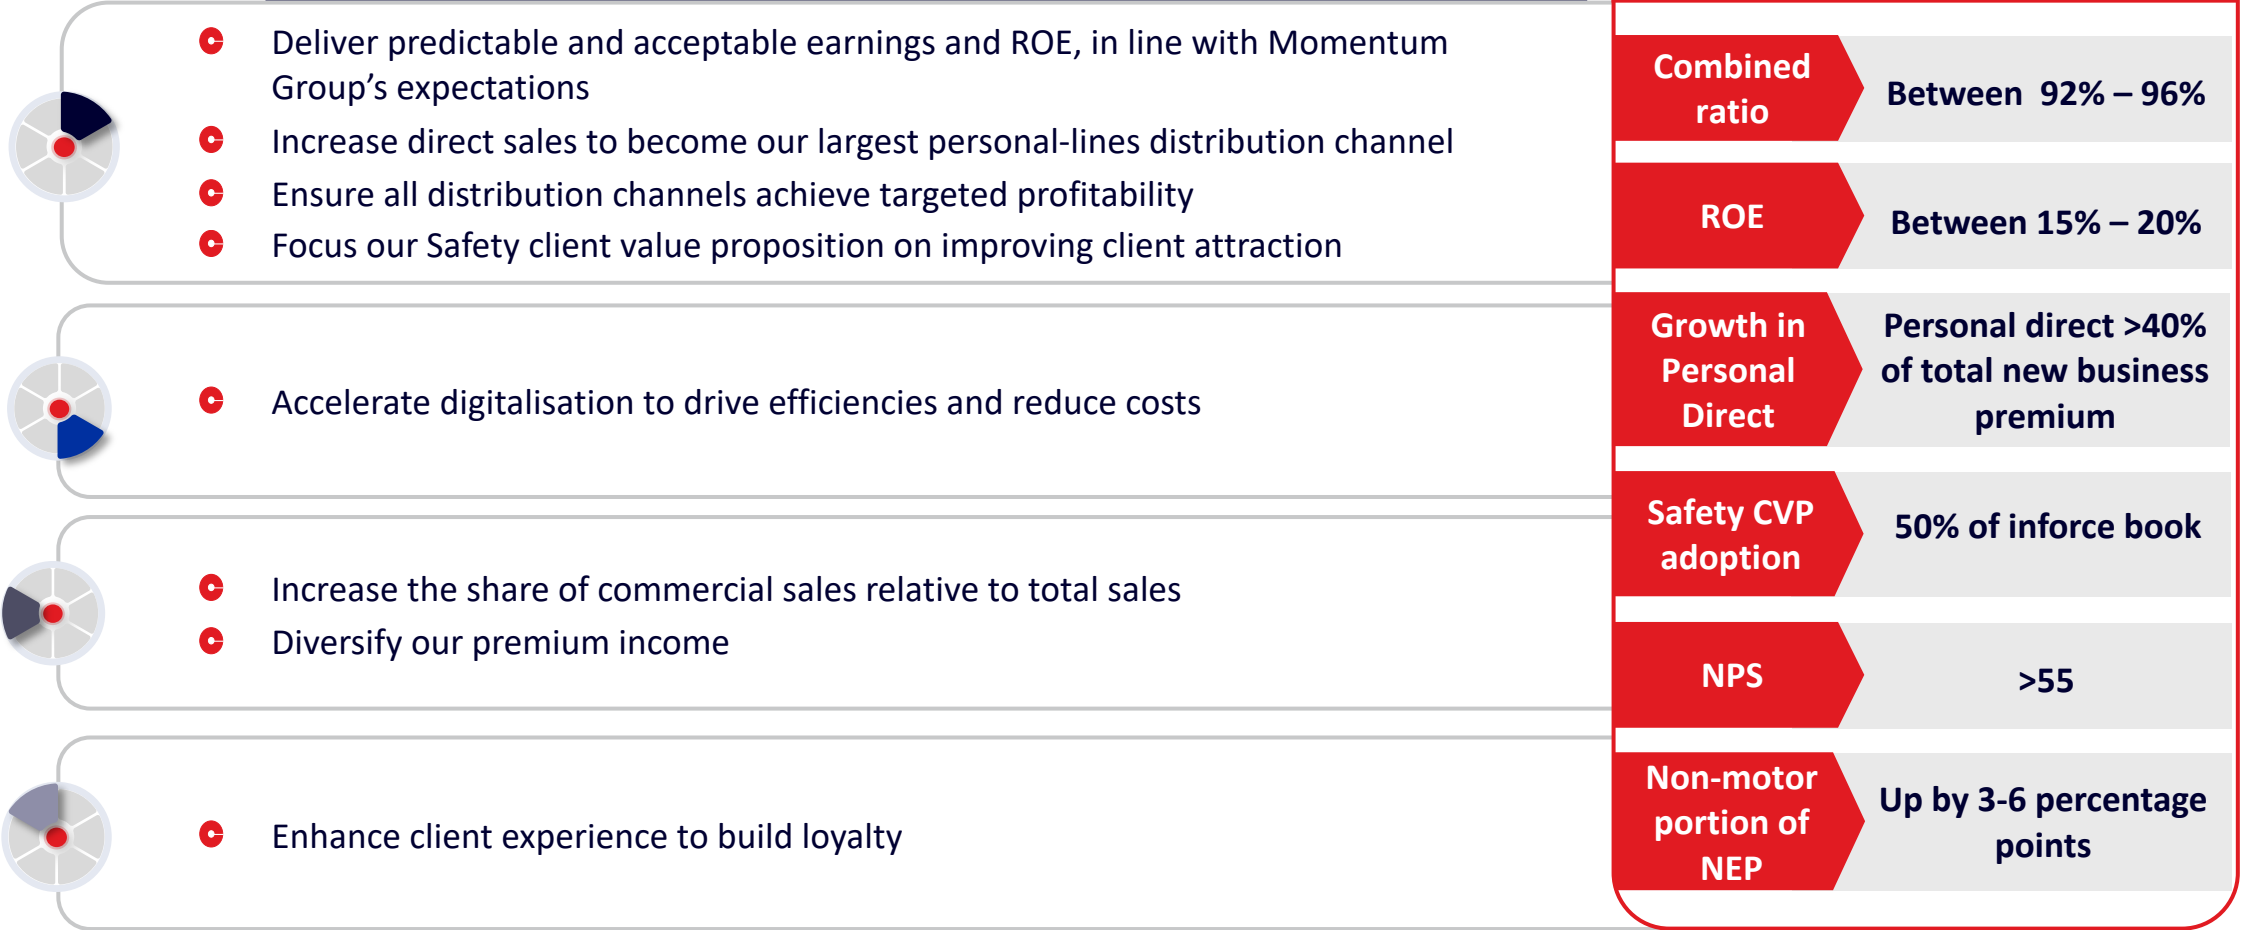 Deliver predictable and acceptable earnings and ROE, in line with Momentum
Group’s expectations
Increase direct sales to become our largest personal-lines distribution channel
Ensure all distribution channels achieve targeted profitability
Focus our Safety client value proposition on improving client attraction
Accelerate digitalisation to drive efficiencies and reduce costs
Increase the share of commercial sales relative to total sales
Diversify our premium income
Enhance client experience to build loyalty
Combined
ratio
Between 92% – 96%
ROE
Between 15% – 20%
Growth in
Personal
Direct
Personal direct >40%
of total new business
premium
Safety CVP
adoption
50% of inforce book
NPS
>55
Non-motor
portion of
NEP
Up by 3-6 percentage
points